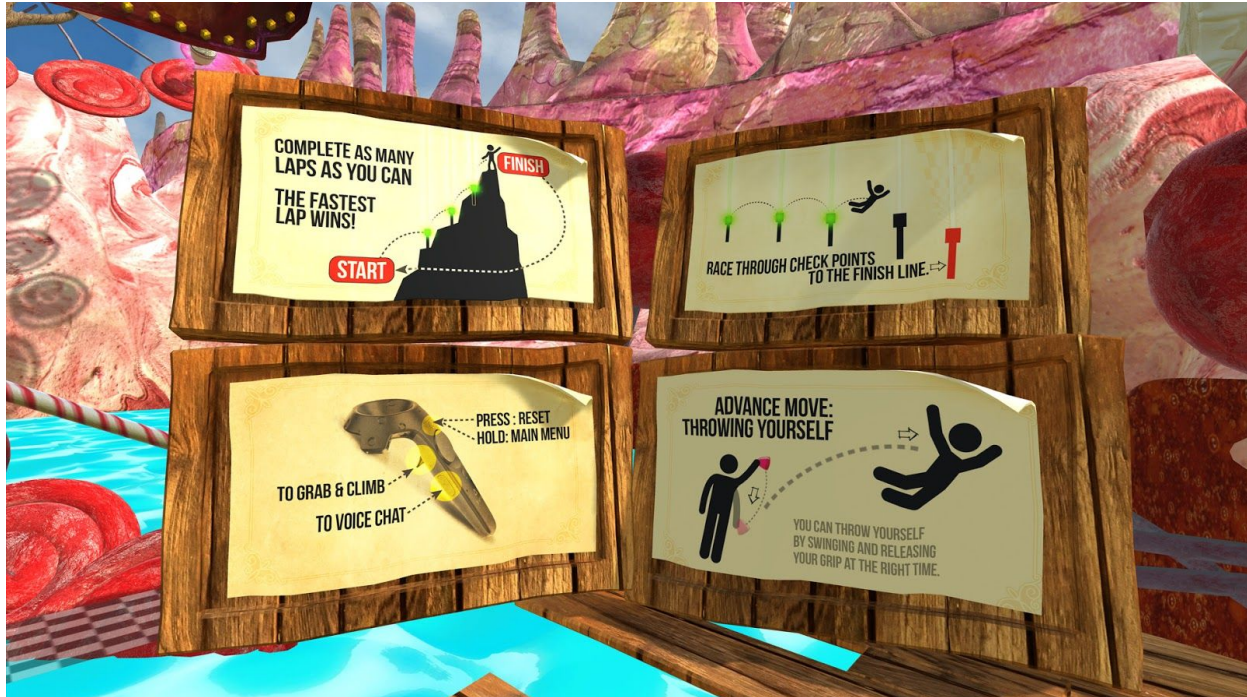 COMPLETE AS MANY
LAPS AS YOU CAN
THE FASTEST
LAP WINS!
FINISH
START
RACE THROUGH CHECK POINTS
TO THE FINISH LINE.
PRESS : RESET
HOLD: MAIN MENU
TO GRAB & CLIMB
TO VOICE CHAT
ADVANCE MOVE:
THROWING YOURSELF
YOU CAN THROW YOURSELF
BY SWINGING AND RELEASING
YOUR GRIP AT THE RIGHT TIME.